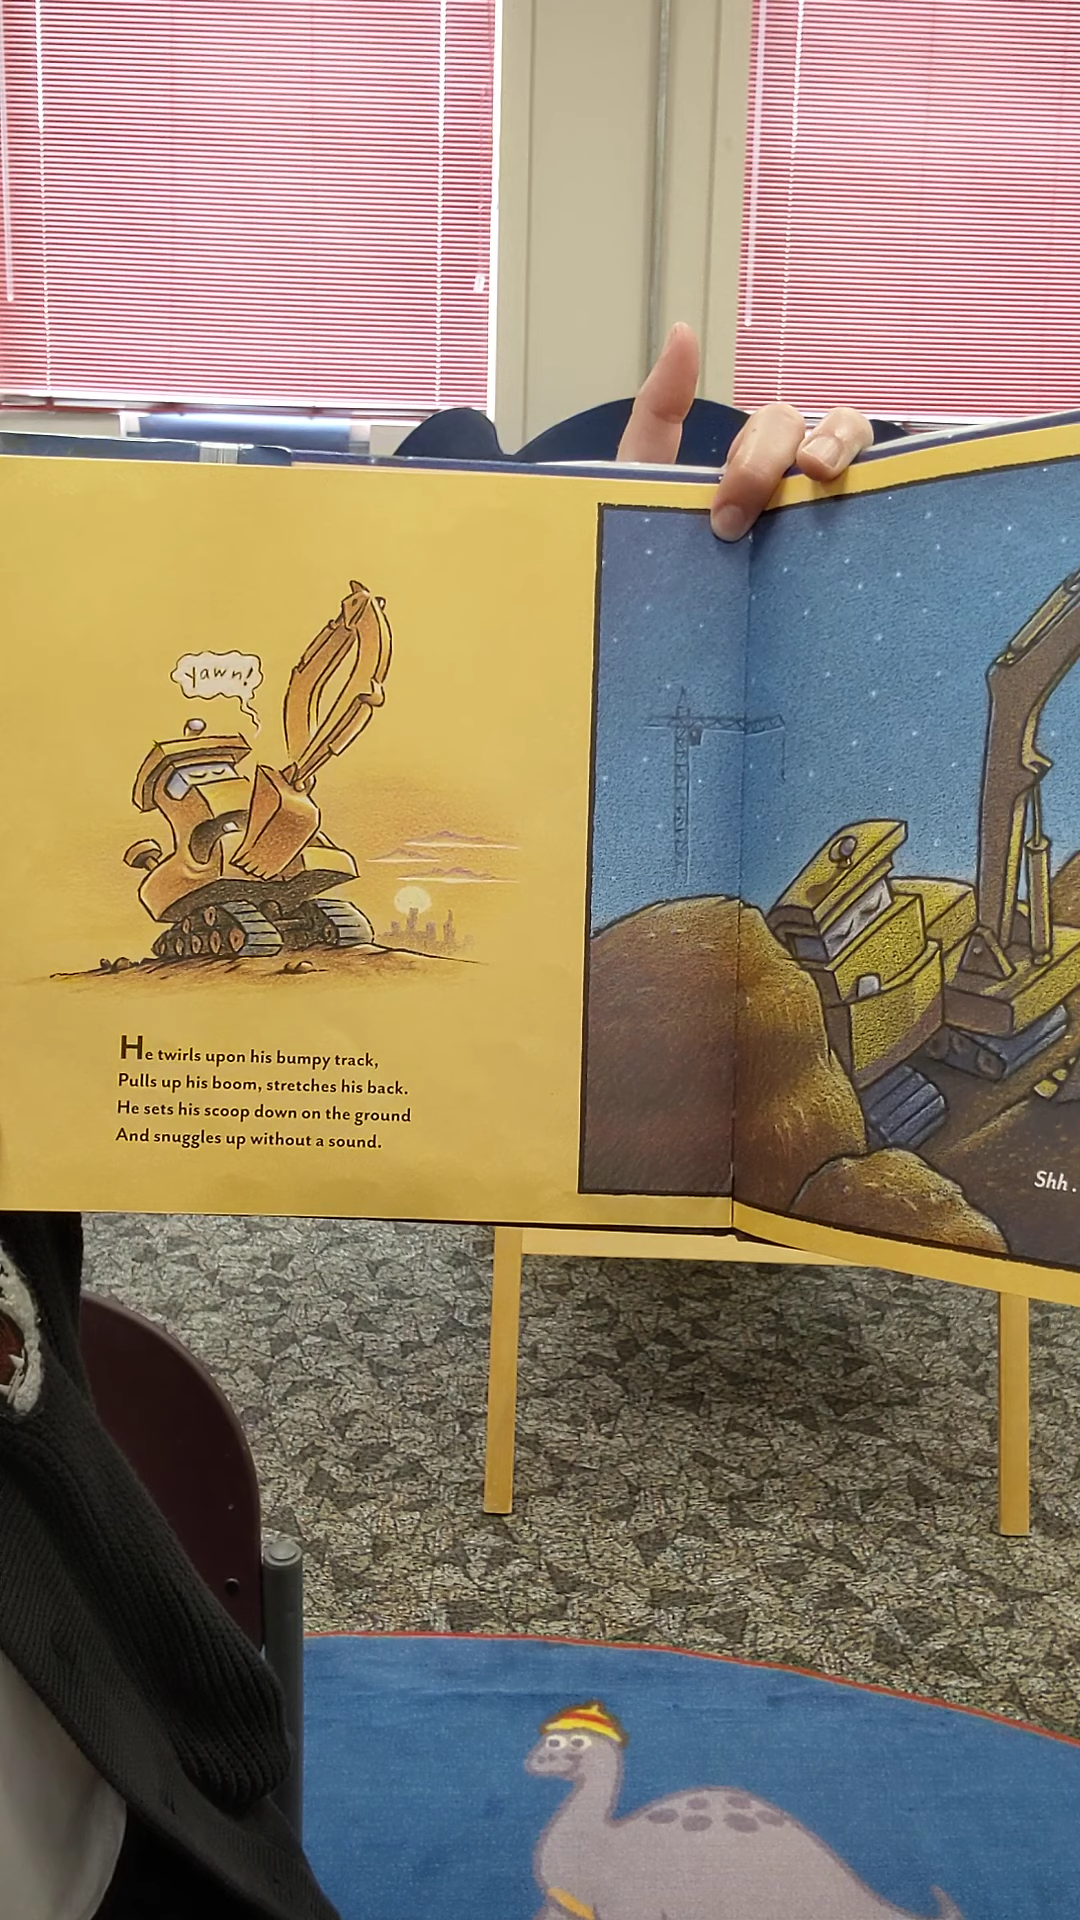 Yawn!
He twirls upon his bumpy track,
Pulls up his boom, stretches his back.
He sets his scoop down on the ground
And snuggles up without a sound.
Shh .